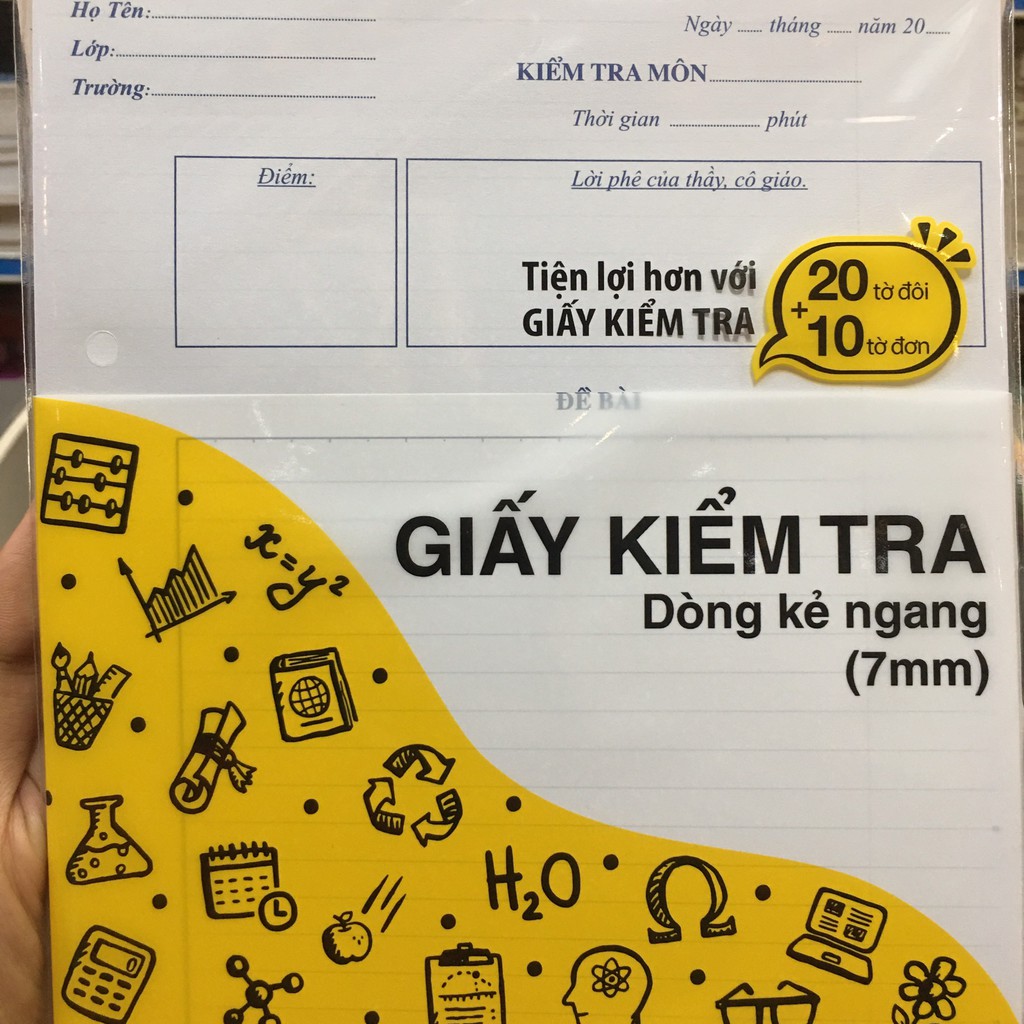 Họ Tên:
Lớp:
Trường:
Ngày ....... tháng ....... năm 20.......
KIỂM TRA MÔN
Thời gian .................. phút
Điểm:
Lời phê của thầy, cô giáo.
Tiện lợi hơn với
GIẤY KIỂM TRA
20 tờ đôi
+
10 tờ đơn
ĐỀ BÀI
GIẤY KIỂM TRA
Dòng kẻ ngang
(7mm)
x=y²
H₂O
Ω